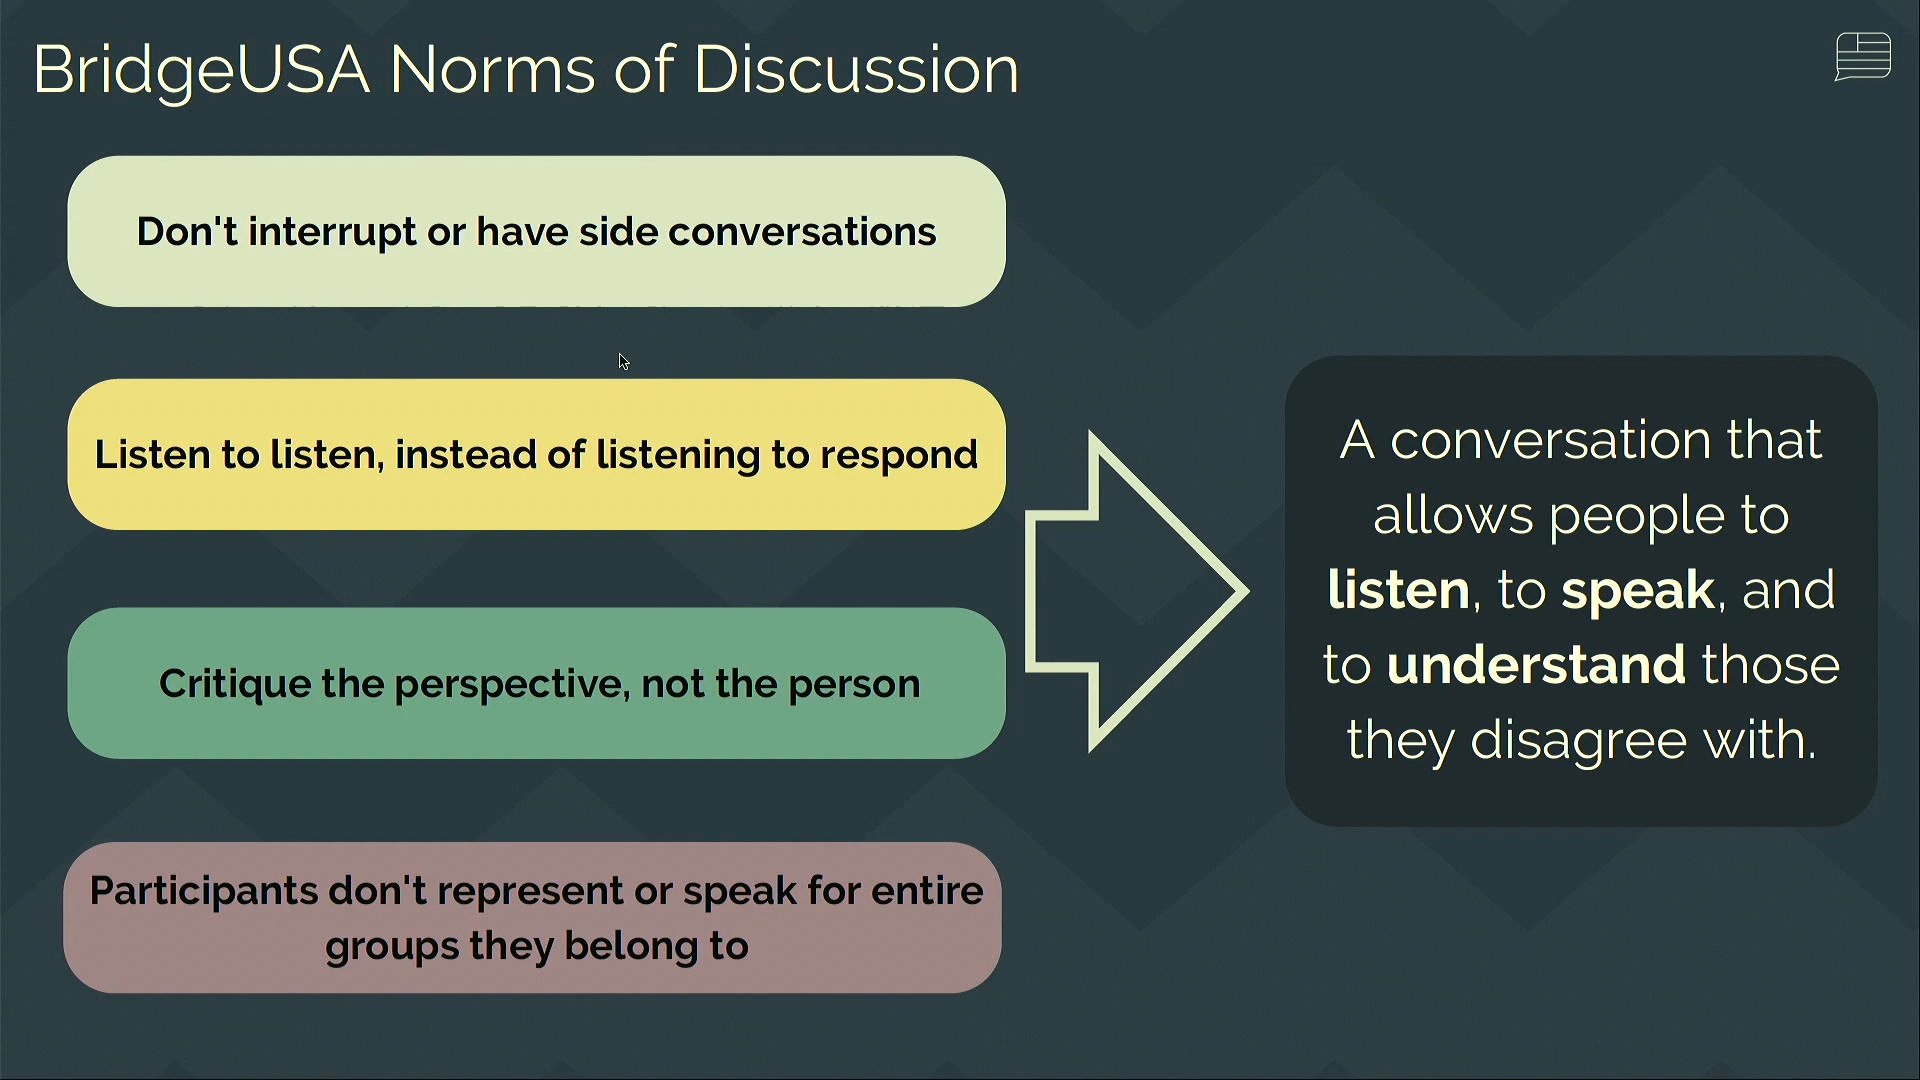 BridgeUSA Norms of Discussion
Don't interrupt or have side conversations
Listen to listen, instead of listening to respond
Critique the perspective, not the person
Participants don't represent or speak for entire
groups they belong to
A conversation that
allows people to
listen, to speak, and
to understand those
they disagree with.